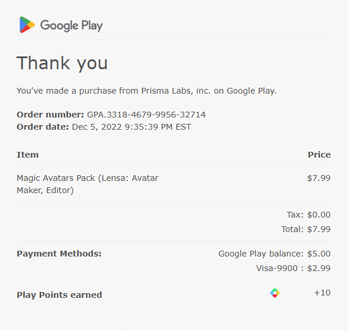 Google Play
Thank you
You've made a purchase from Prisma Labs, inc. on Google Play.
Order number: GPA.3318-4679-9956-32714
Order date: Dec 5, 2022 9:35:39 PM EST
Item Price
Magic Avatars Pack (Lensa: Avatar $7.99
Maker, Editor)
Tax: $0.00
Total: $7.99
Payment Methods: Google Play balance: $5.00
Visa-9900 : $2.99
Play Points earned +10